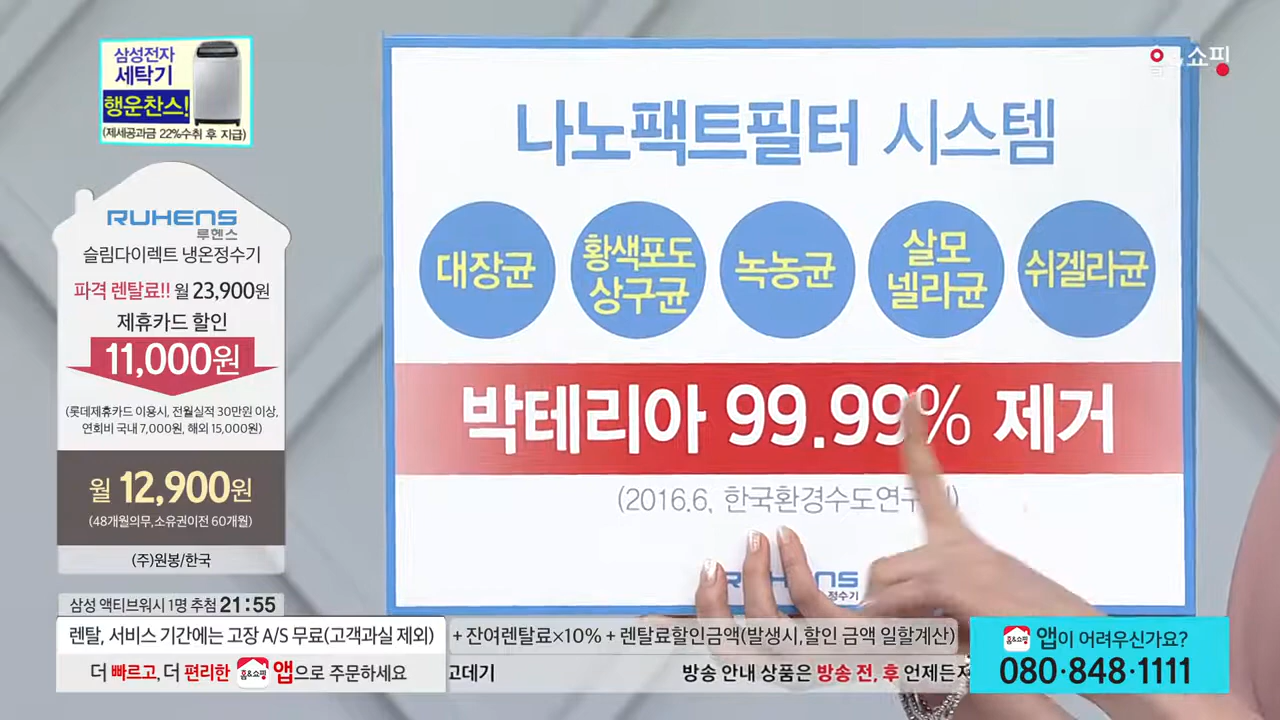 삼성전자
세탁기
행운찬스!
(제세공과금 22%수취 후 지급)
홈&쇼핑
RUHENS
루헨스
슬림다이렉트 냉온정수기
파격 렌탈료!! 월 23,900원
제휴카드 할인
11,000원
(롯데제휴카드 이용시, 전월실적 30만원 이상,
연회비 국내 7,000원, 해외 15,000원)
월 12,900원
(48개월의무, 소유권이전 60개월)
(주)원봉/한국
삼성 액티브워시 1명 추첨 21:55
나노팩트필터 시스템
대장균
황색포도
상구균
녹농균
살모
넬라균
쉬겔라균
박테리아 99.99% 제거
(2016.6, 한국환경수도연구
RUHENS
정수기
렌탈, 서비스 기간에는 고장 A/S 무료(고객과실 제외)
+ 잔여렌탈료×10% + 렌탈료할인금액(발생시,할인 금액 일할계산)
더 빠르고, 더 편리한 홈&쇼핑 앱으로 주문하세요
고데기
방송 안내 상품은 방송 전, 후 언제든지
홈&쇼핑 앱이 어려우신가요?
080·848·1111